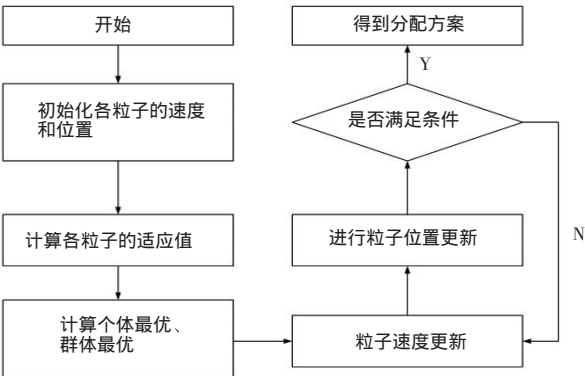 开始
初始化各粒子的速度
和位置
计算各粒子的适应值
计算个体最优、
群体最优
粒子速度更新
进行粒子位置更新
是否满足条件
Y
N
得到分配方案